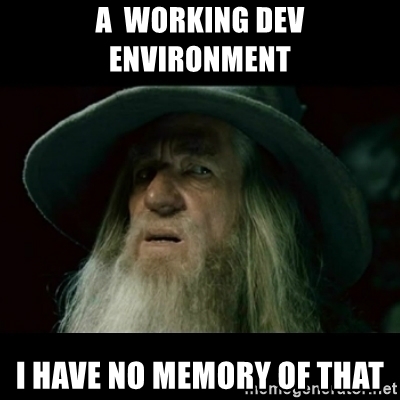 A WORKING DEV
ENVIRONMENT
I HAVE NO MEMORY OF THAT
memegenerator.net